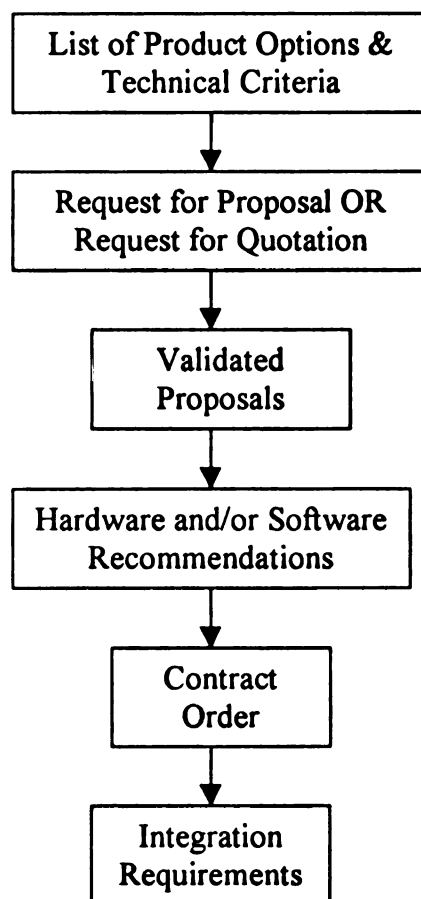 List of Product Options &
Technical Criteria
Request for Proposal OR
Request for Quotation
Validated
Proposals
Hardware and/or Software
Recommendations
Contract
Order
Integration
Requirements